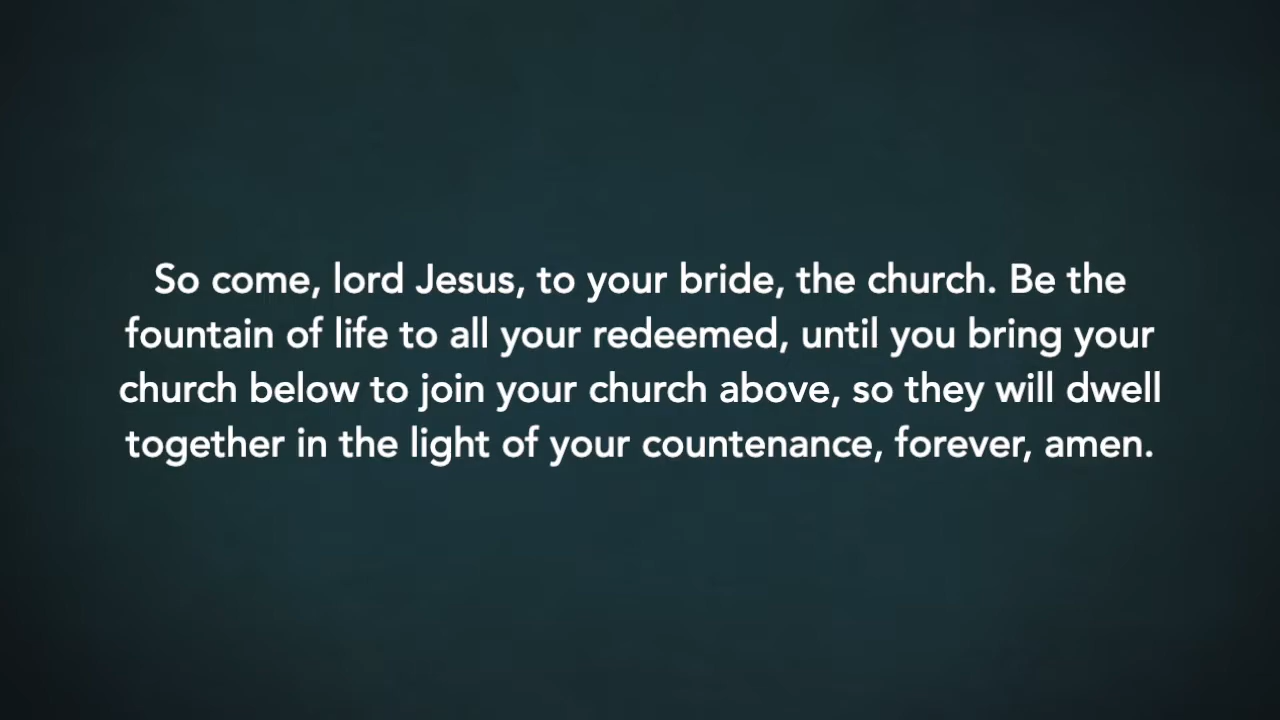 So come, lord Jesus, to your bride, the church. Be the
fountain of life to all your redeemed, until you bring your
church below to join your church above, so they will dwell
together in the light of your countenance, forever, amen.